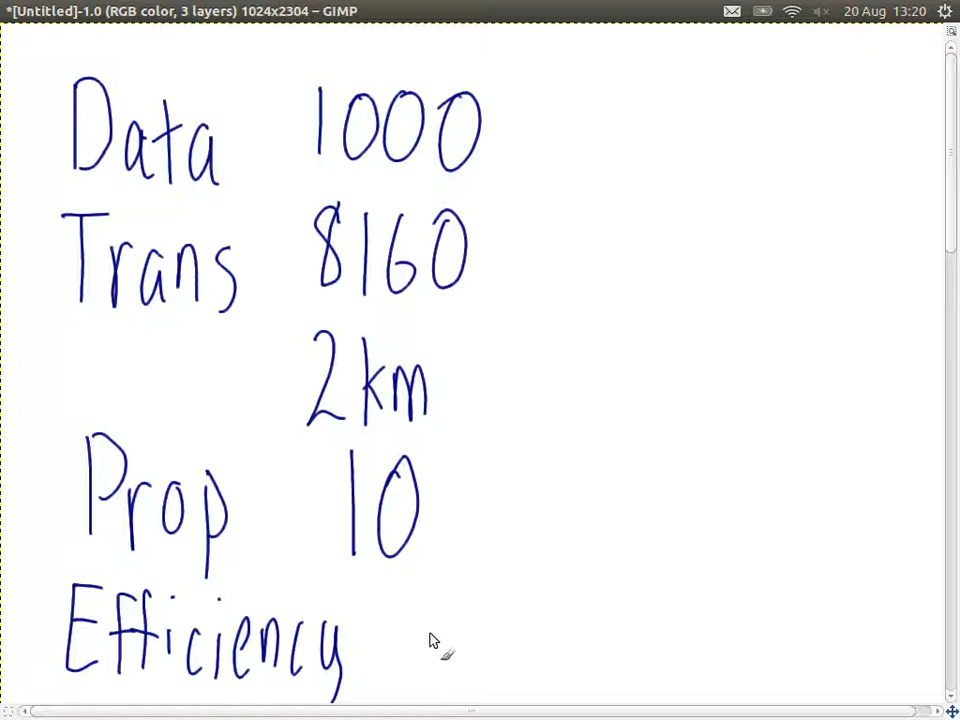 *[Untitled]-1.0 (RGB color, 3 layers) 1024x2304 – GIMP 20 Aug 13:20
Data 1000
Trans 8160
2km
Prop 10
Efficiency